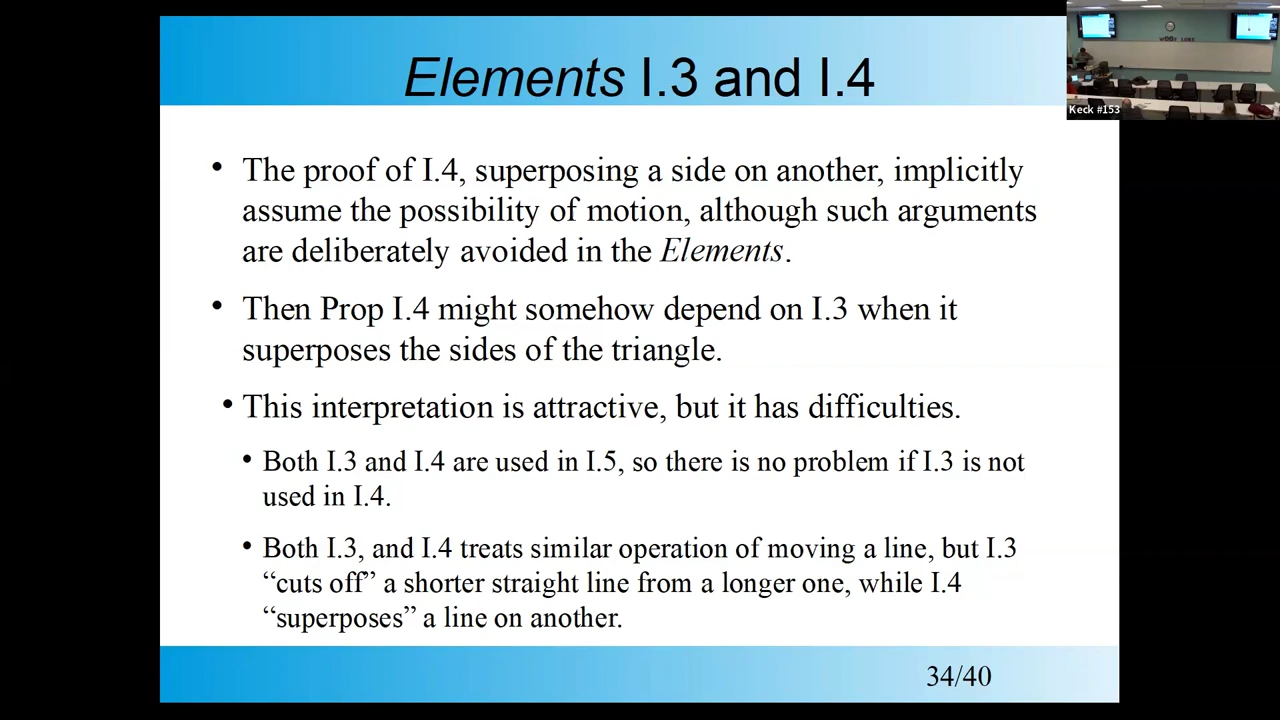 Elements I.3 and I.4
Keck #153
• The proof of I.4, superposing a side on another, implicitly
assume the possibility of motion, although such arguments
are deliberately avoided in the Elements.
• Then Prop I.4 might somehow depend on I.3 when it
superposes the sides of the triangle.
• This interpretation is attractive, but it has difficulties.
• Both I.3 and I.4 are used in I.5, so there is no problem if I.3 is not
used in I.4.
• Both I.3, and I.4 treats similar operation of moving a line, but I.3
“cuts off” a shorter straight line from a longer one, while I.4
“superposes” a line on another.
34/40